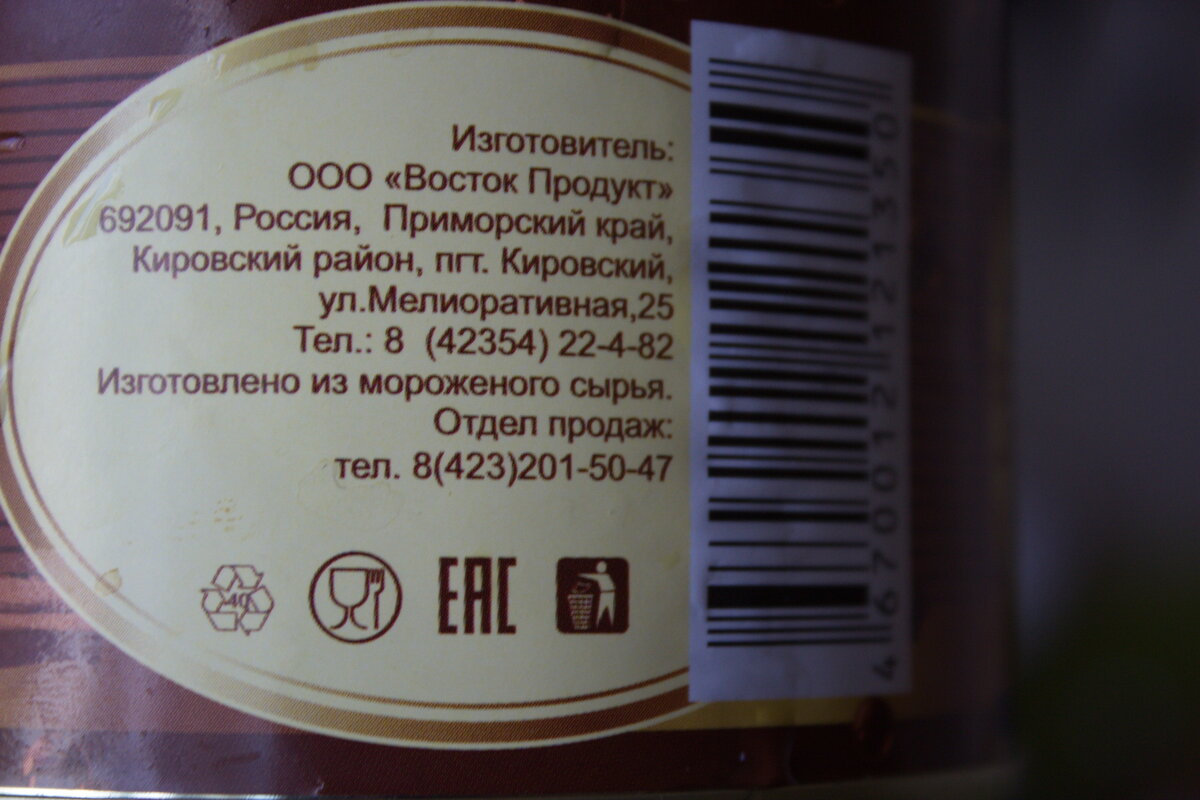 Изготовитель:
ООО «Восток Продукт»
692091, Россия, Приморский край,
Кировский район, пгт. Кировский,
ул.Мелиоративная,25
Тел.: 8 (42354) 22-4-82
Изготовлено из мороженого сырья.
Отдел продаж:
тел. 8(423)201-50-47
40
EAC
4670012121350